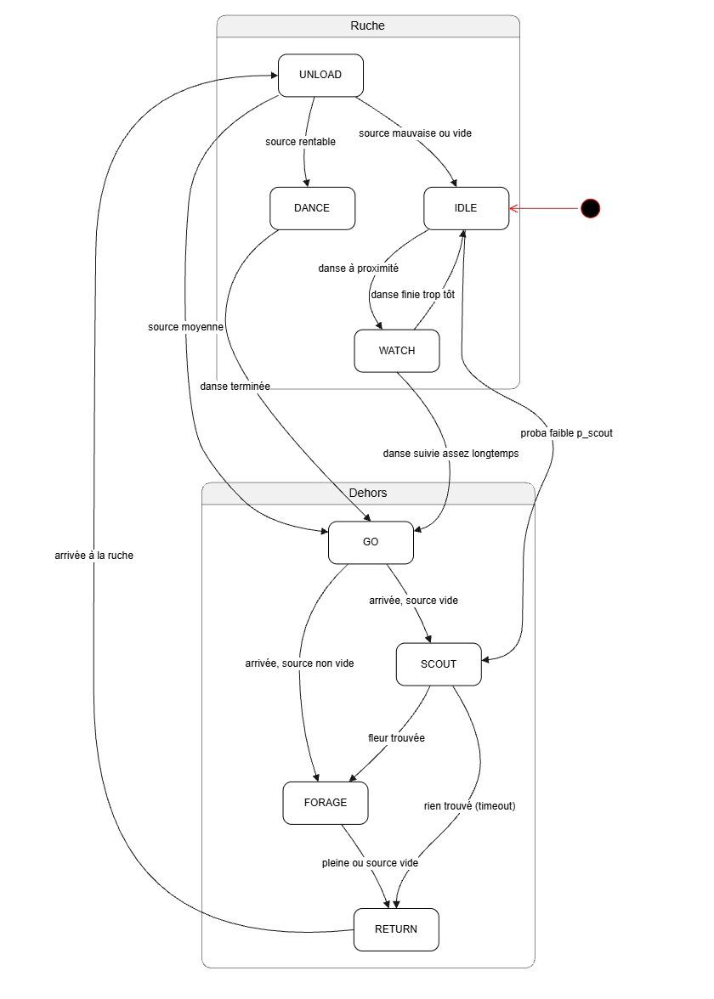 Ruche
UNLOAD
source mauvaise ou vide
source rentable
DANCE
IDLE
danse à proximité
danse finie trop tôt
source moyenne
WATCH
danse terminée
proba faible p_scout
danse suivie assez longtemps
Dehors
GO
arrivée à la ruche
arrivée, source vide
arrivée, source non vide
SCOUT
fleur trouvée
FORAGE
rien trouvé (timeout)
pleine ou source vide
RETURN